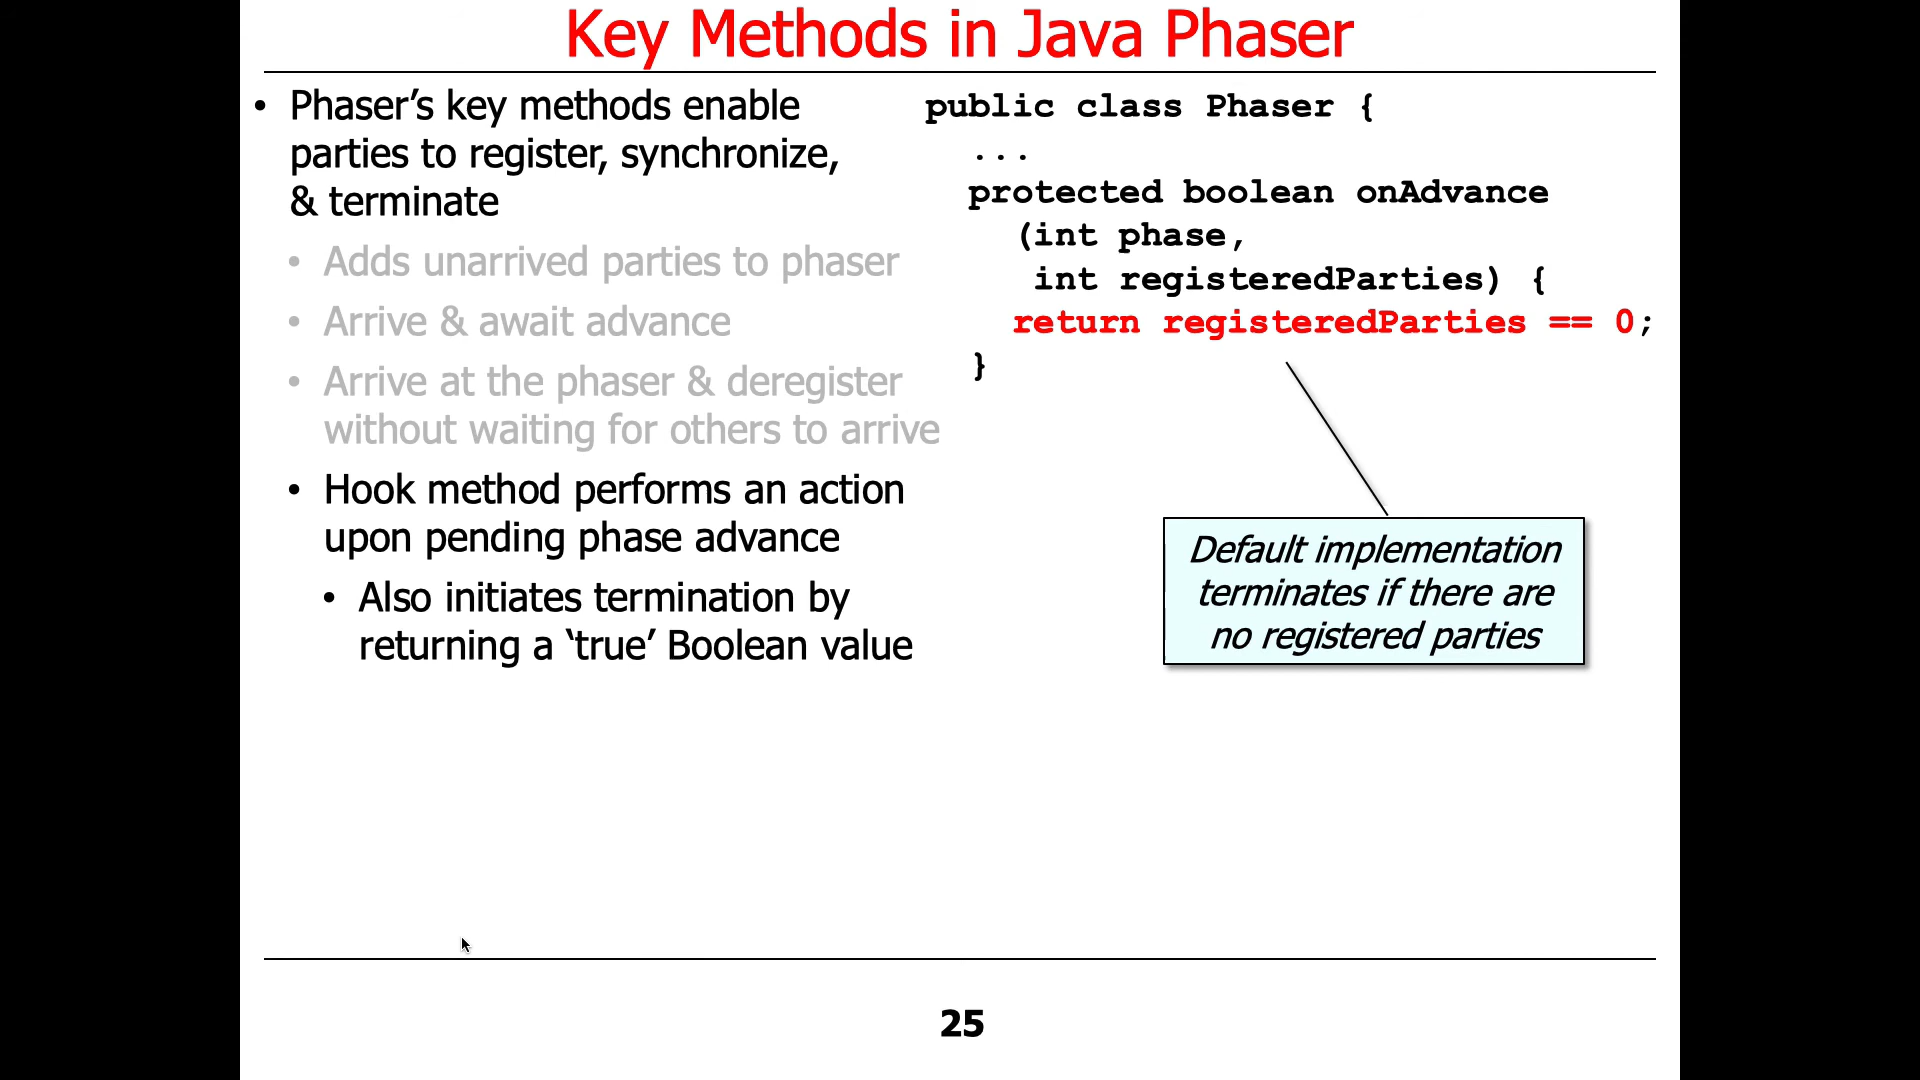 Key Methods in Java Phaser
• Phaser’s key methods enable
parties to register, synchronize,
& terminate
• Adds unarrived parties to phaser
• Arrive & await advance
• Arrive at the phaser & deregister
without waiting for others to arrive
• Hook method performs an action
upon pending phase advance
• Also initiates termination by
returning a ‘true’ Boolean value
public class Phaser {
...
protected boolean onAdvance
(int phase,
int registeredParties) {
return registeredParties == 0;
}
Default implementation
terminates if there are
no registered parties
25